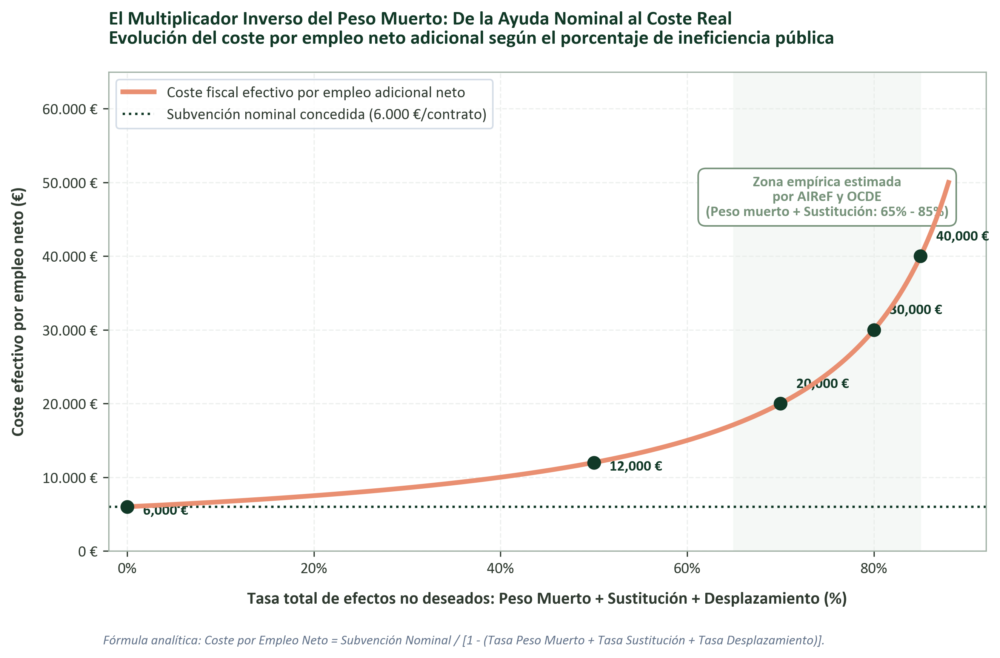 El Multiplicador Inverso del Peso Muerto: De la Ayuda Nominal al Coste Real
Evolución del coste por empleo neto adicional según el porcentaje de ineficiencia pública
Coste fiscal efectivo por empleo adicional neto
Subvención nominal concedida (6.000 €/contrato)
Coste efectivo por empleo neto (€)
60.000 €
50.000 €
40.000 €
30.000 €
20.000 €
10.000 €
0 €
Zona empírica estimada
por AIReF y OCDE
(Peso muerto + Sustitución: 65% - 85%)
40,000 €
30,000 €
20,000 €
12,000 €
6,000 €
0%
20%
40%
60%
80%
Tasa total de efectos no deseados: Peso Muerto + Sustitución + Desplazamiento (%)
Fórmula analítica: Coste por Empleo Neto = Subvención Nominal / [1 - (Tasa Peso Muerto + Tasa Sustitución + Tasa Desplazamiento)].